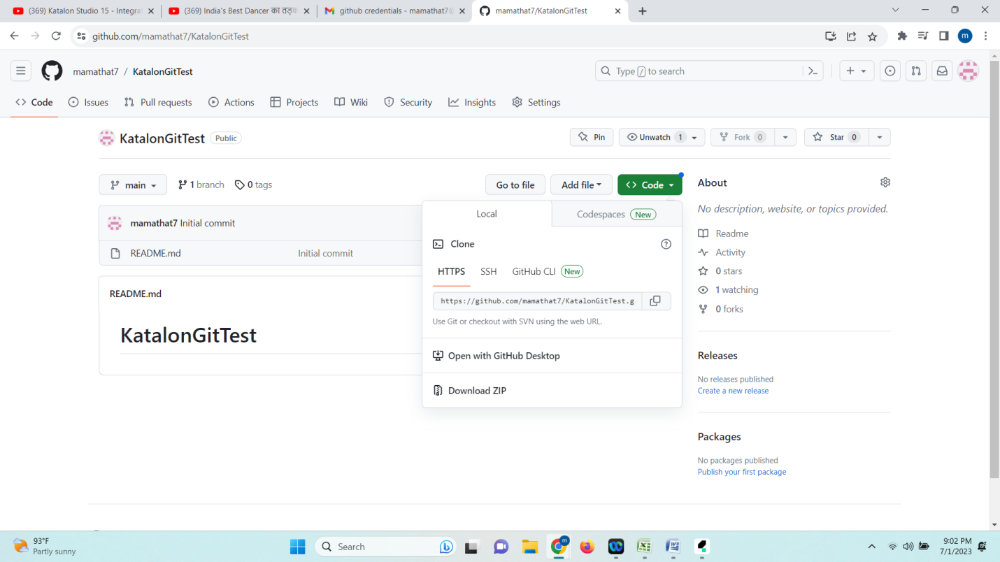 (369) Katalon Studio 15 - Integra
(369) India's Best Dancer का तड़क
github credentials - mamathat7@
mamathat7/KatalonGitTest
github.com/mamathat7/KatalonGitTest
m
mamathat7 / KatalonGitTest
Type / to search
Code
Issues
Pull requests
Actions
Projects
Wiki
Security
Insights
Settings
KatalonGitTest Public
Pin
Unwatch 1
Fork 0
Star 0
main
1 branch
0 tags
Go to file
Add file
Code
mamathat7 Initial commit
README.md
Initial commit
README.md
KatalonGitTest
Local
Codespaces New
Clone
HTTPS
SSH
GitHub CLI New
https://github.com/mamathat7/KatalonGitTest.g
Use Git or checkout with SVN using the web URL.
Open with GitHub Desktop
Download ZIP
About
No description, website, or topics provided.
Readme
Activity
0 stars
1 watching
0 forks
Releases
No releases published
Create a new release
Packages
No packages published
Publish your first package
93°F
Partly sunny
Search
m
9:02 PM
7/1/2023